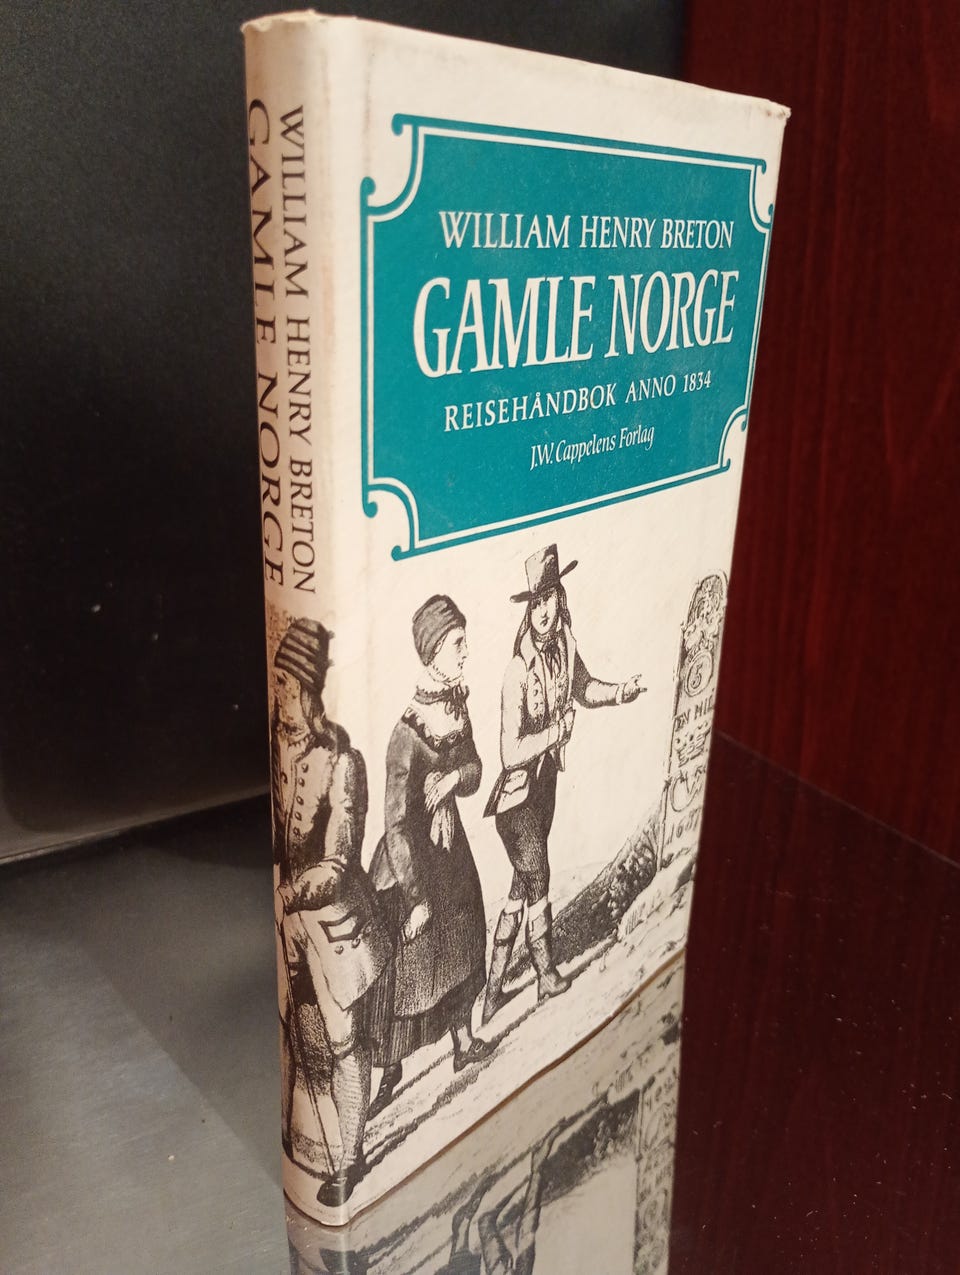 WILLIAM HENRY BRETON
GAMLE NORGE
WILLIAM HENRY BRETON
GAMLE NORGE
REISEHÅNDBOK ANNO 1834
J.W. Cappelens Forlag